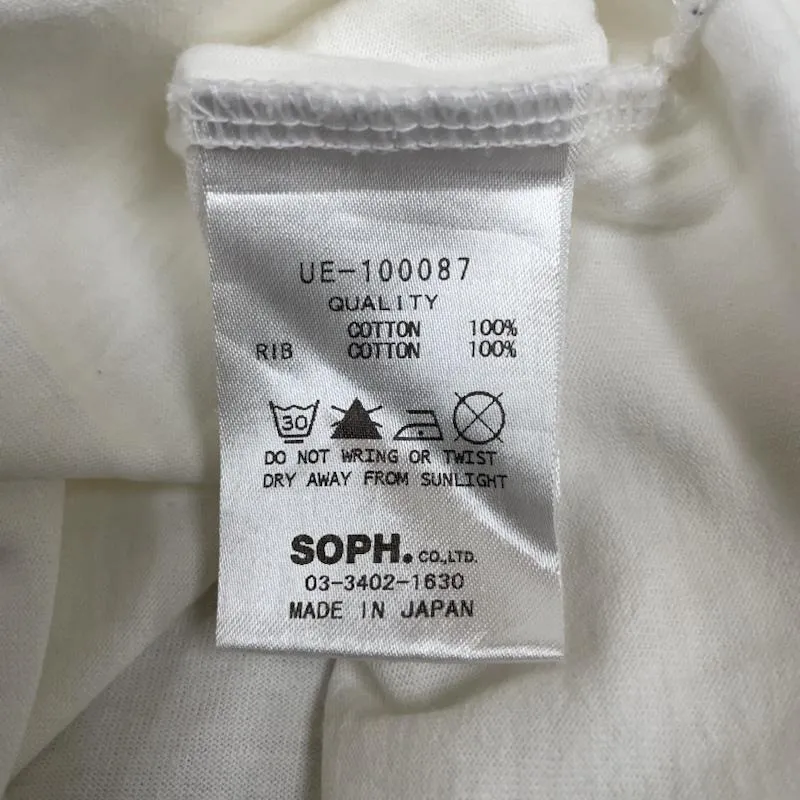 UE-100087
QUALITY
COTTON 100%
RIB COTTON 100%
30
DO NOT WRING OR TWIST
DRY AWAY FROM SUNLIGHT
SOPH. CO.,LTD.
03-3402-1630
MADE IN JAPAN